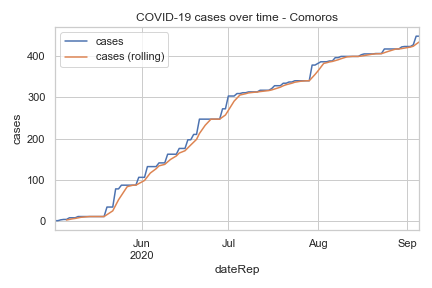 COVID-19 cases over time - Comoros
cases
cases (rolling)
400
300
200
100
0
cases
Jun
2020
Jul
Aug
Sep
dateRep